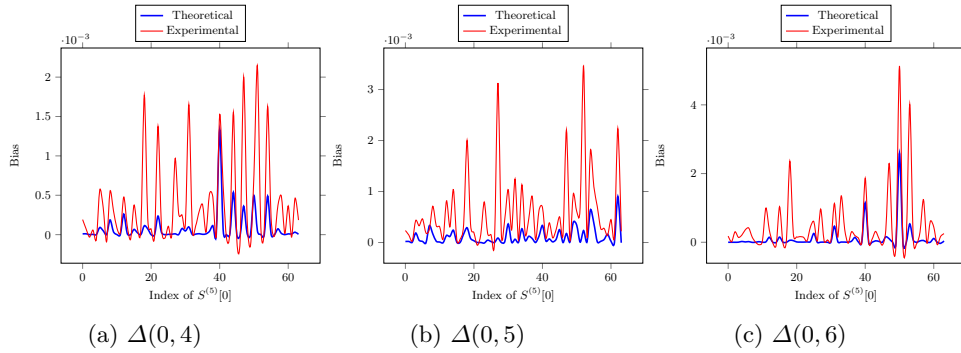 Theoretical
Experimental
·10⁻³
2
1.5
1
0.5
0
Bias
0 20 40 60
Index of S⁽⁵⁾[0]
(a) Δ(0, 4)
Theoretical
Experimental
·10⁻³
3
2
1
0
Bias
0 20 40 60
Index of S⁽⁵⁾[0]
(b) Δ(0, 5)
Theoretical
Experimental
·10⁻³
4
2
0
Bias
0 20 40 60
Index of S⁽⁵⁾[0]
(c) Δ(0, 6)